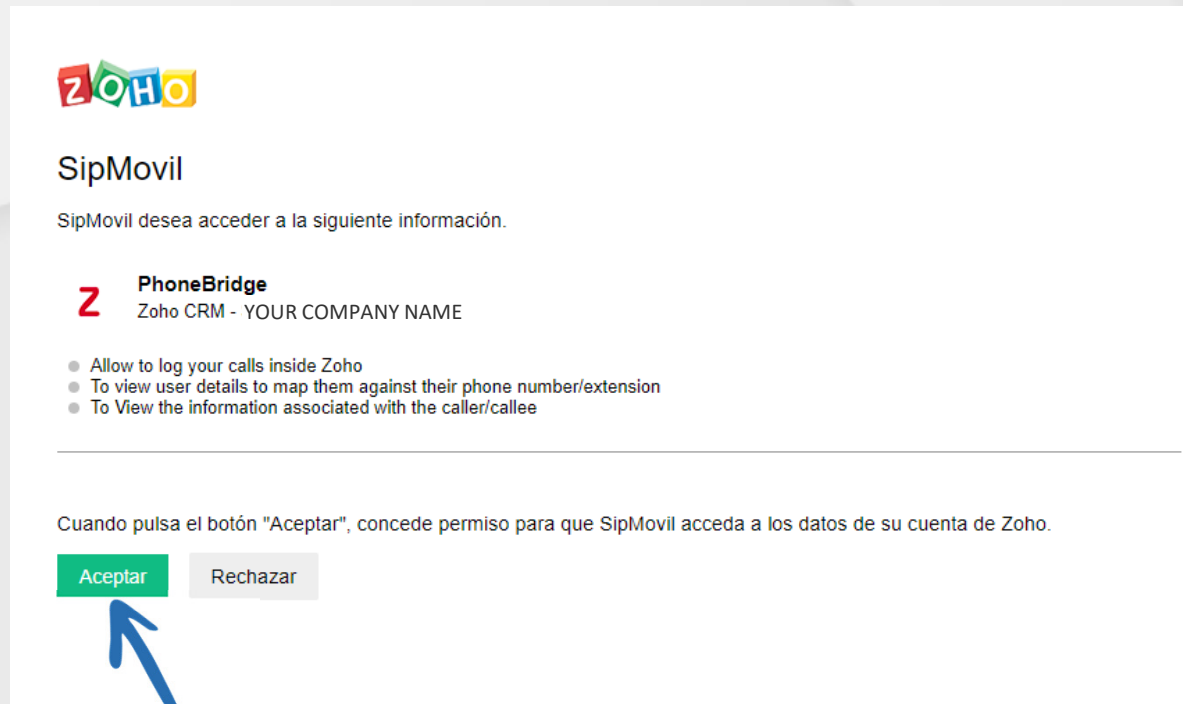 ZOHO
SipMovil
SipMovil desea acceder a la siguiente información.
Z
PhoneBridge
Zoho CRM - YOUR COMPANY NAME
Allow to log your calls inside Zoho
To view user details to map them against their phone number/extension
To View the information associated with the caller/callee
Cuando pulsa el botón "Aceptar", concede permiso para que SipMovil acceda a los datos de su cuenta de Zoho.
Aceptar Rechazar